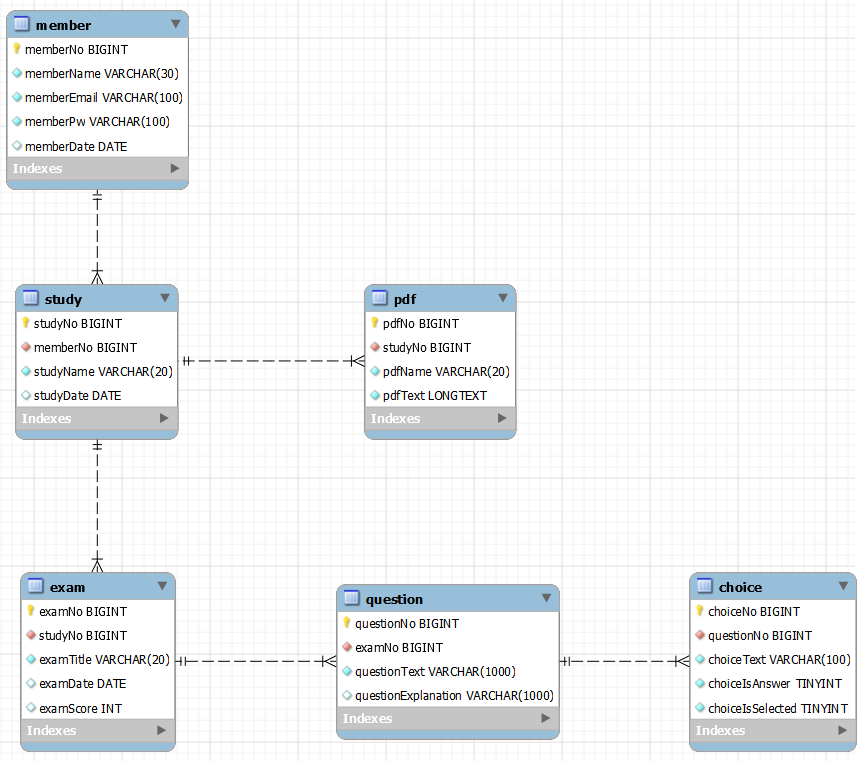 member
memberNo BIGINT
memberName VARCHAR(30)
memberEmail VARCHAR(100)
memberPw VARCHAR(100)
memberDate DATE
Indexes
study
studyNo BIGINT
memberNo BIGINT
studyName VARCHAR(20)
studyDate DATE
Indexes
pdf
pdfNo BIGINT
studyNo BIGINT
pdfName VARCHAR(20)
pdfText LONGTEXT
Indexes
exam
examNo BIGINT
studyNo BIGINT
examTitle VARCHAR(20)
examDate DATE
examScore INT
Indexes
question
questionNo BIGINT
examNo BIGINT
questionText VARCHAR(1000)
questionExplanation VARCHAR(1000)
Indexes
choice
choiceNo BIGINT
questionNo BIGINT
choiceText VARCHAR(100)
choiceIsAnswer TINYINT
choiceIsSelected TINYINT
Indexes